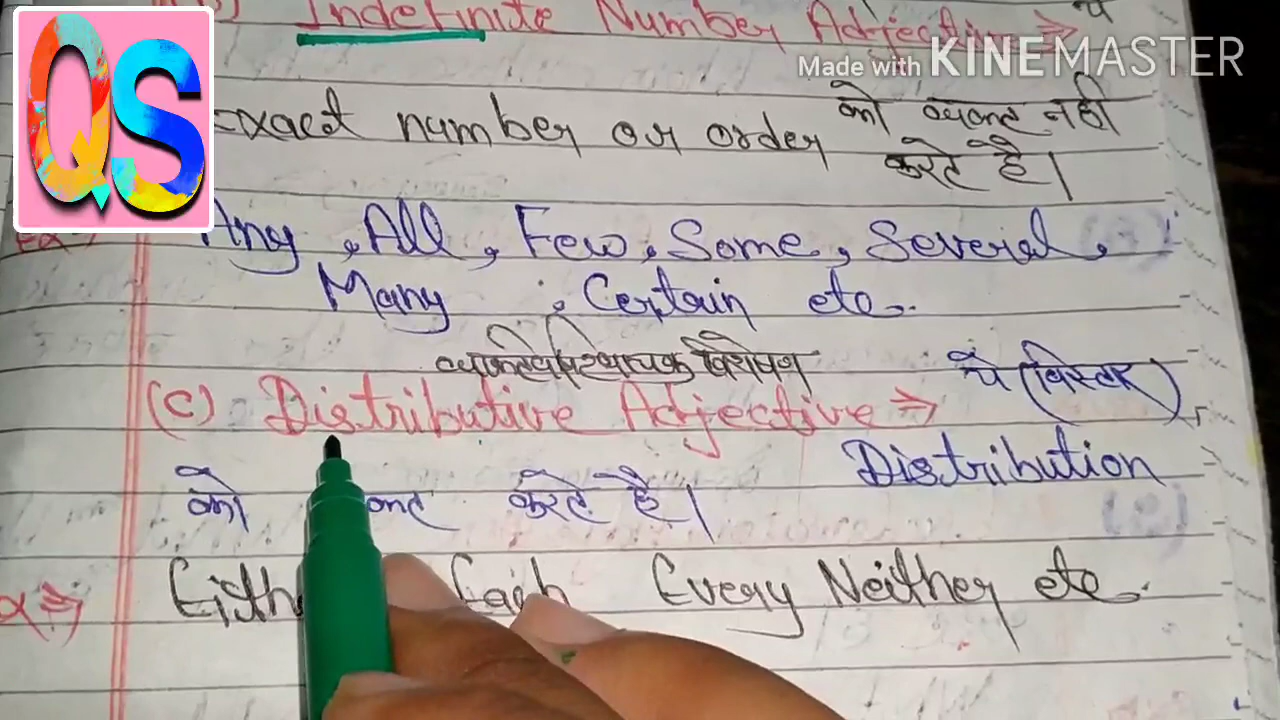 Indefinite Number Adjective ⇒ ये
Made with KINEMASTER
QS
Exact number or order को व्यक्त नही
करते है।
Any, All, Few, Some, Several,
Many , Certain etc.
विशेषण
(C) Distributive Adjective ⇒ ये (विस्तार)
Distribution
को करते है।
Each Every Neither etc.